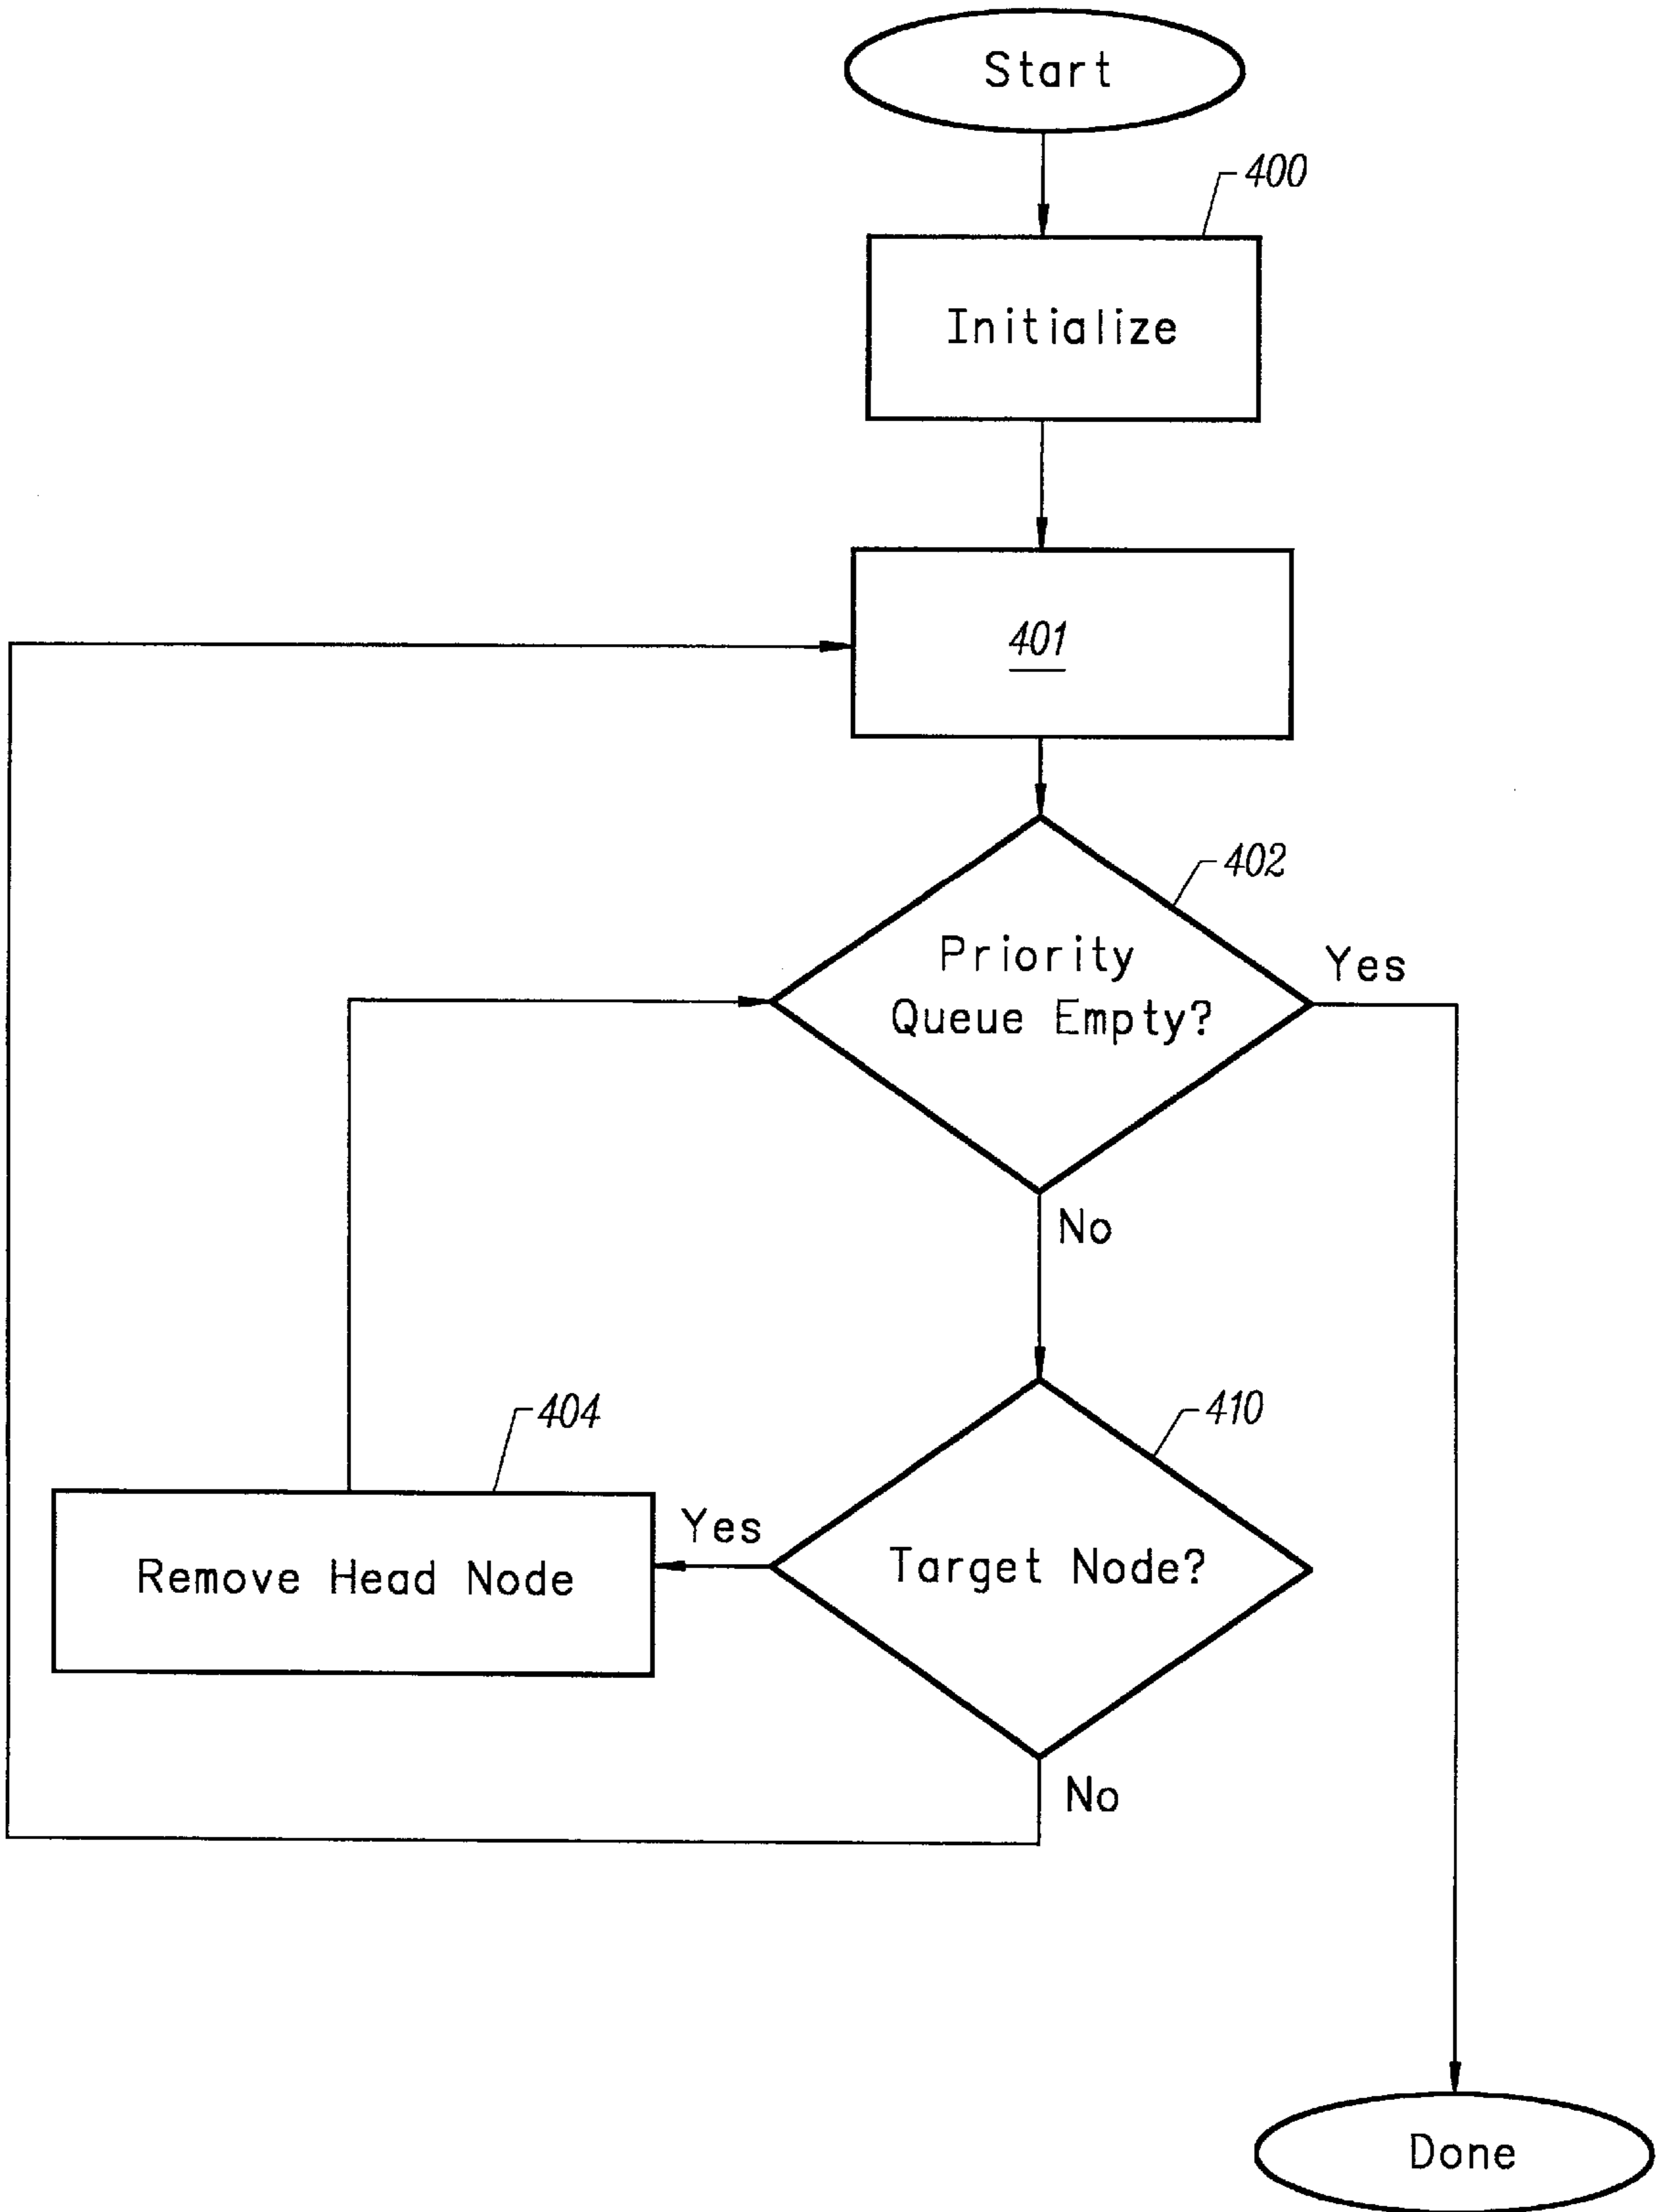 Start
400
Initialize
401
402
Priority
Queue Empty?
Yes
No
404
410
Yes
Remove Head Node
Target Node?
No
Done